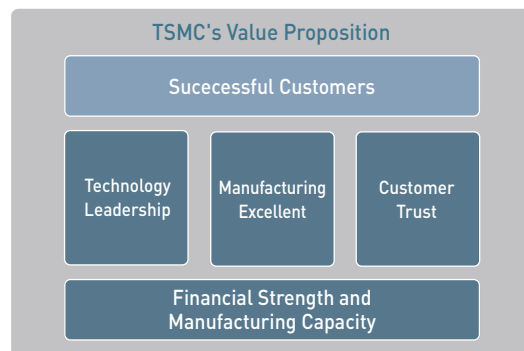 TSMC's Value Proposition
Sucecessful Customers
Technology
Leadership
Manufacturing
Excellent
Customer
Trust
Financial Strength and
Manufacturing Capacity